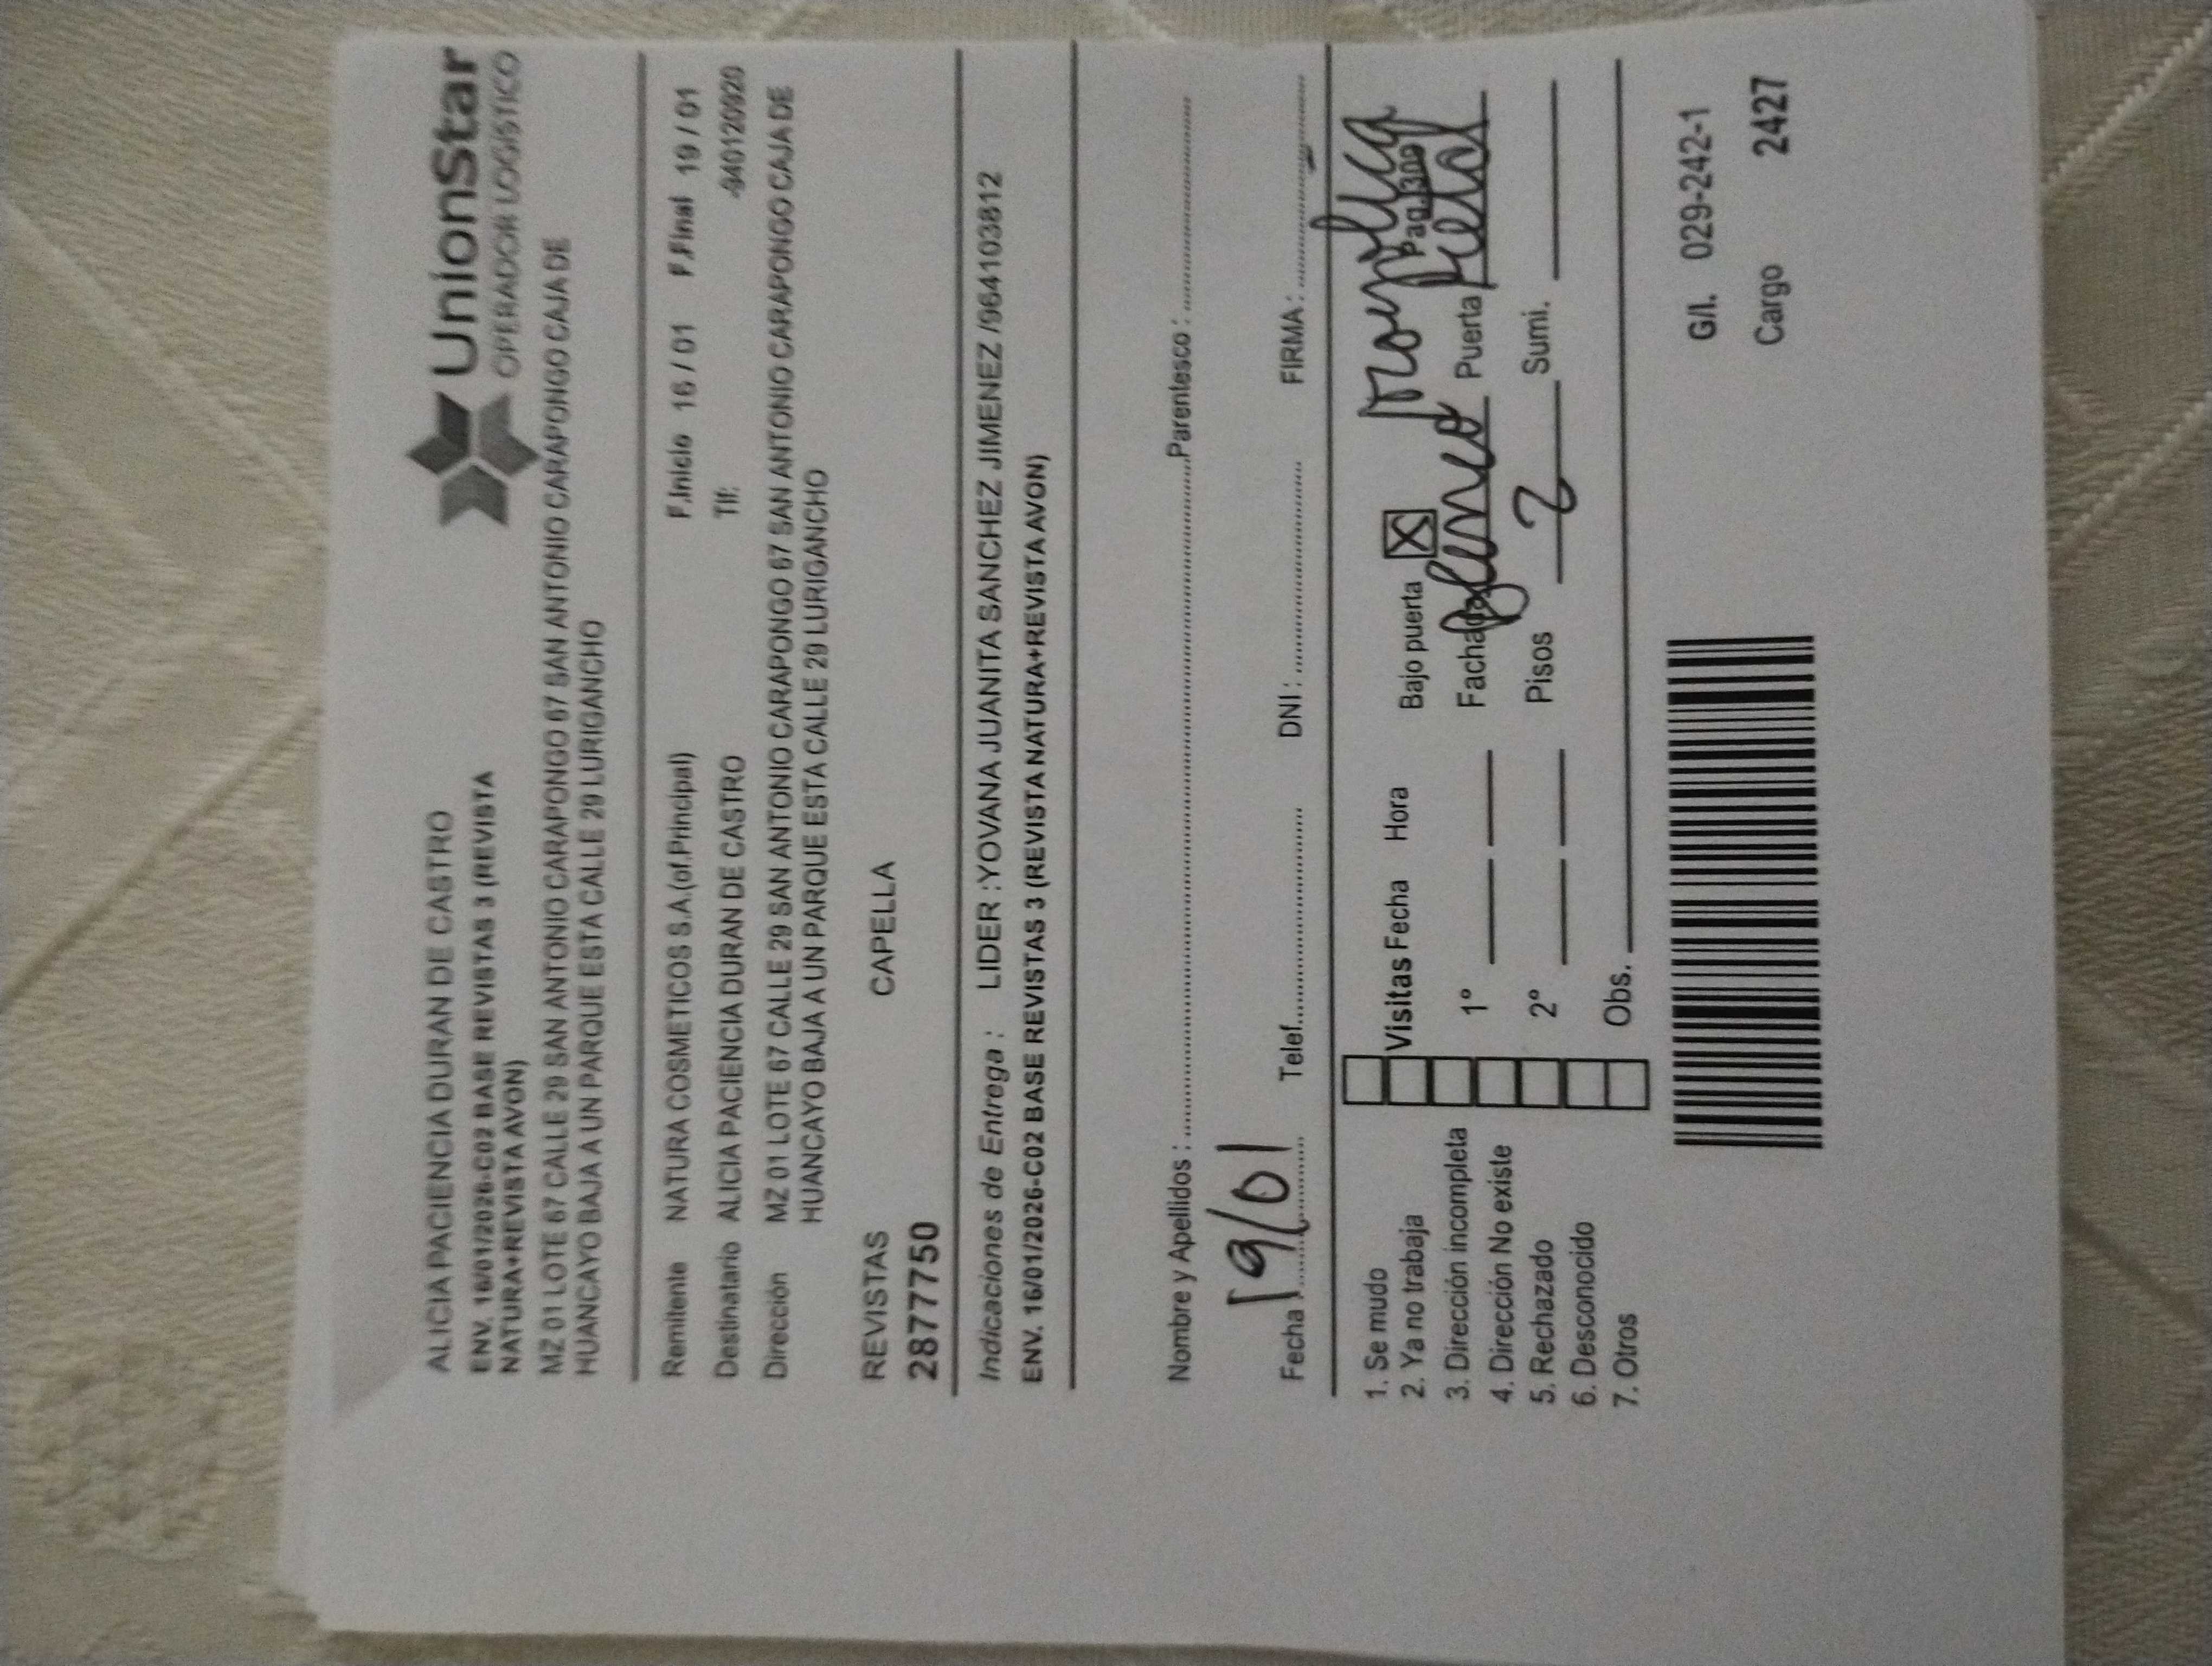 UnionStar
OPERADOR LOGÍSTICO
ALICIA PACIENCIA DURAN DE CASTRO
ENV. 16/01/2026-C02 BASE REVISTAS 3 (REVISTA
NATURA+REVISTA AVON)
MZ 01 LOTE 67 CALLE 29 SAN ANTONIO CARAPONGO 67 SAN ANTONIO CARAPONGO CAJA DE
HUANCAYO BAJA A UN PARQUE ESTA CALLE 29 LURIGANCHO
Remitente NATURA COSMETICOS S.A.(of.Principal) F.Inicio 16 / 01 F.Final 19 / 01
Destinatario ALICIA PACIENCIA DURAN DE CASTRO Tlf:
Dirección MZ 01 LOTE 67 CALLE 29 SAN ANTONIO CARAPONGO 67 SAN ANTONIO CARAPONGO CAJA DE
HUANCAYO BAJA A UN PARQUE ESTA CALLE 29 LURIGANCHO
REVISTAS CAPELLA
28777750
Indicaciones de Entrega : LIDER :YOVANA JUANITA SANCHEZ JIMENEZ /964103812
ENV. 16/01/2026-C02 BASE REVISTAS 3 (REVISTA NATURA+REVISTA AVON)
Nombre y Apellidos : Parentesco :
Fecha : 19/01 Telef. DNI : FIRMA :
1. Se mudo
2. Ya no trabaja
3. Dirección incompleta
4. Dirección No existe
5. Rechazado
6. Desconocido
7. Otros
Visitas Fecha Hora Bajo puerta X mayolica
1º Fachada Puerta metal
2º Pisos 2 Sumi.
Obs.
G/I. 029-242-1
Cargo 2427